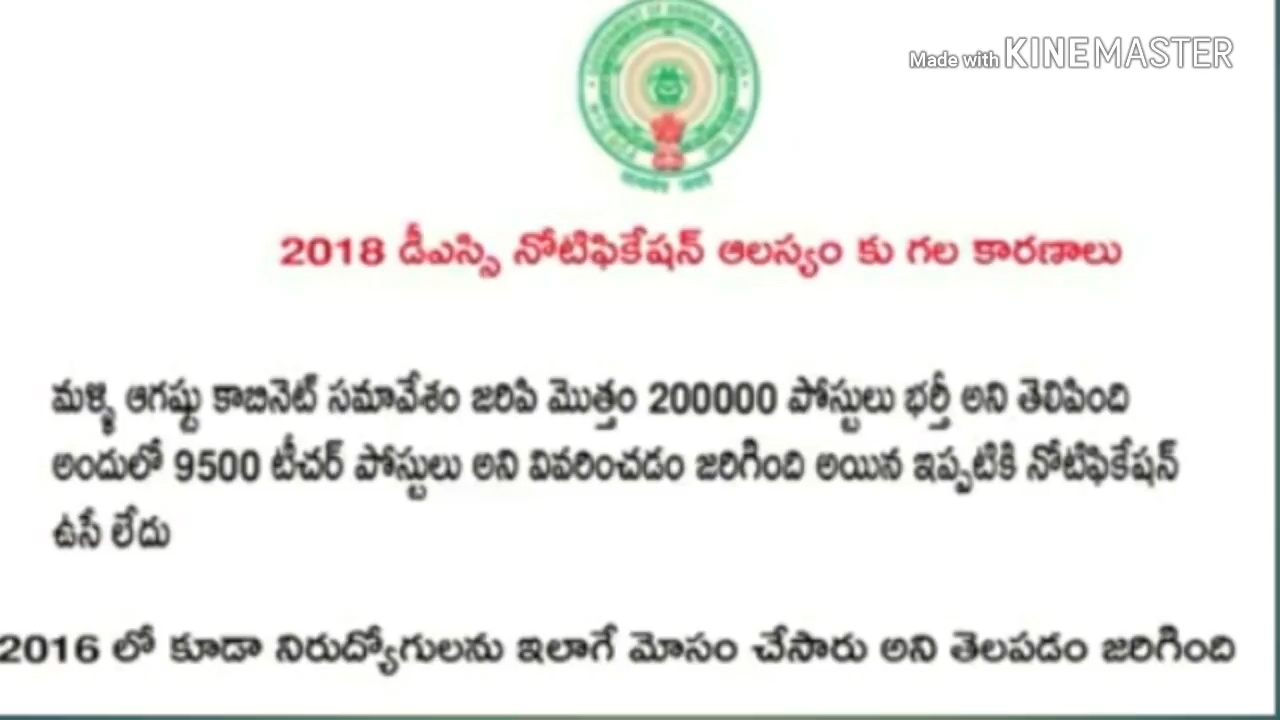 Made with KINEMASTER
2018 డీఎస్సి నోటిఫికేషన్ ఆలస్యం కు గల కారణాలు
మళ్ళి ఆగష్టు కాబినెట్ సమావేశం జరిపి మొత్తం 200000 పోస్టులు భర్తీ అని తెలిపింది
అందులో 9500 టీచర్ పోస్టులు అని వివరించడం జరిగింది అయిన ఇప్పటికి నోటిఫికేషన్
ఉసే లేదు
2016 లో కూడా నిరుద్యోగులను ఇలాగే మోసం చేసారు అని తెలపడం జరిగింది